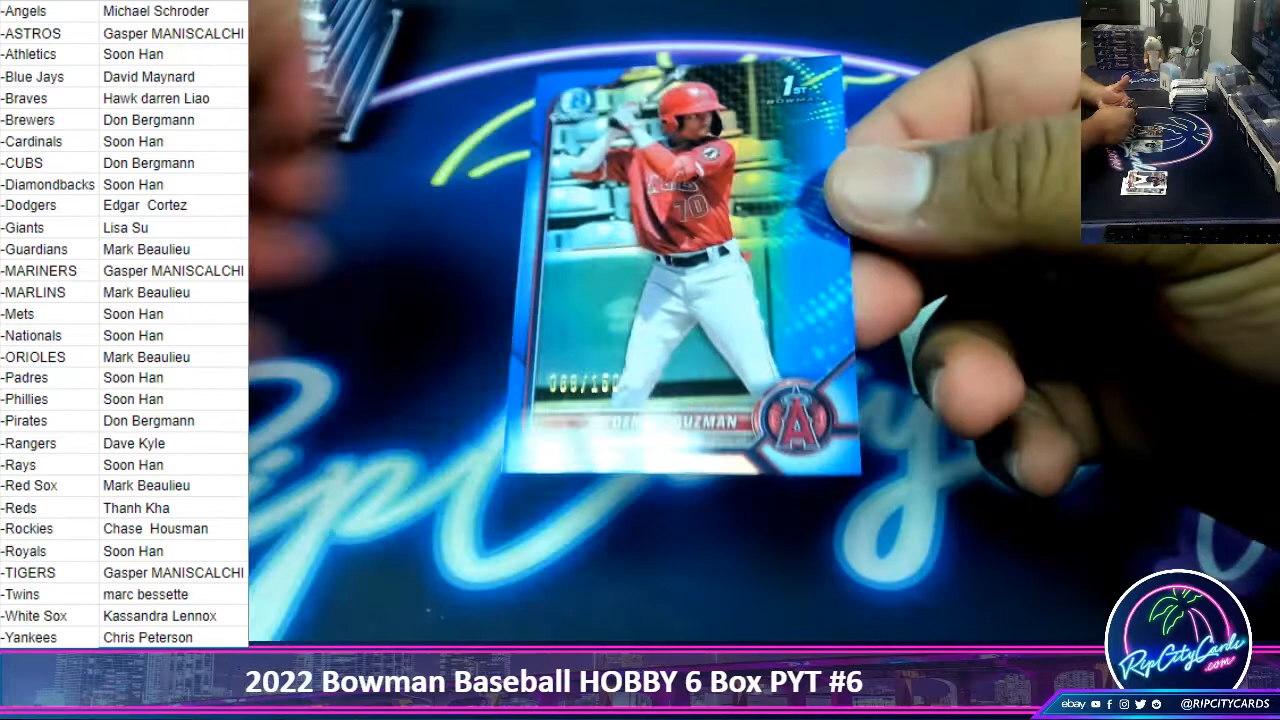 -Angels Michael Schroder
-ASTROS Gasper MANISCALCHI
-Athletics Soon Han
-Blue Jays David Maynard
-Braves Hawk darren Liao
-Brewers Don Bergmann
-Cardinals Soon Han
-CUBS Don Bergmann
-Diamondbacks Soon Han
-Dodgers Edgar Cortez
-Giants Lisa Su
-Guardians Mark Beaulieu
-MARINERS Gasper MANISCALCHI
-MARLINS Mark Beaulieu
-Mets Soon Han
-Nationals Soon Han
-ORIOLES Mark Beaulieu
-Padres Soon Han
-Phillies Soon Han
-Pirates Don Bergmann
-Rangers Dave Kyle
-Rays Soon Han
-Red Sox Mark Beaulieu
-Reds Thanh Kha
-Rockies Chase Housman
-Royals Soon Han
-TIGERS Gasper MANISCALCHI
-Twins marc bessette
-White Sox Kassandra Lennox
-Yankees Chris Peterson
1ST
BOWMAN
70
A
RipCityCards
.com
2022 Bowman Baseball HOBBY 6 Box PYT #6
ebay @RIPCITYCARDS